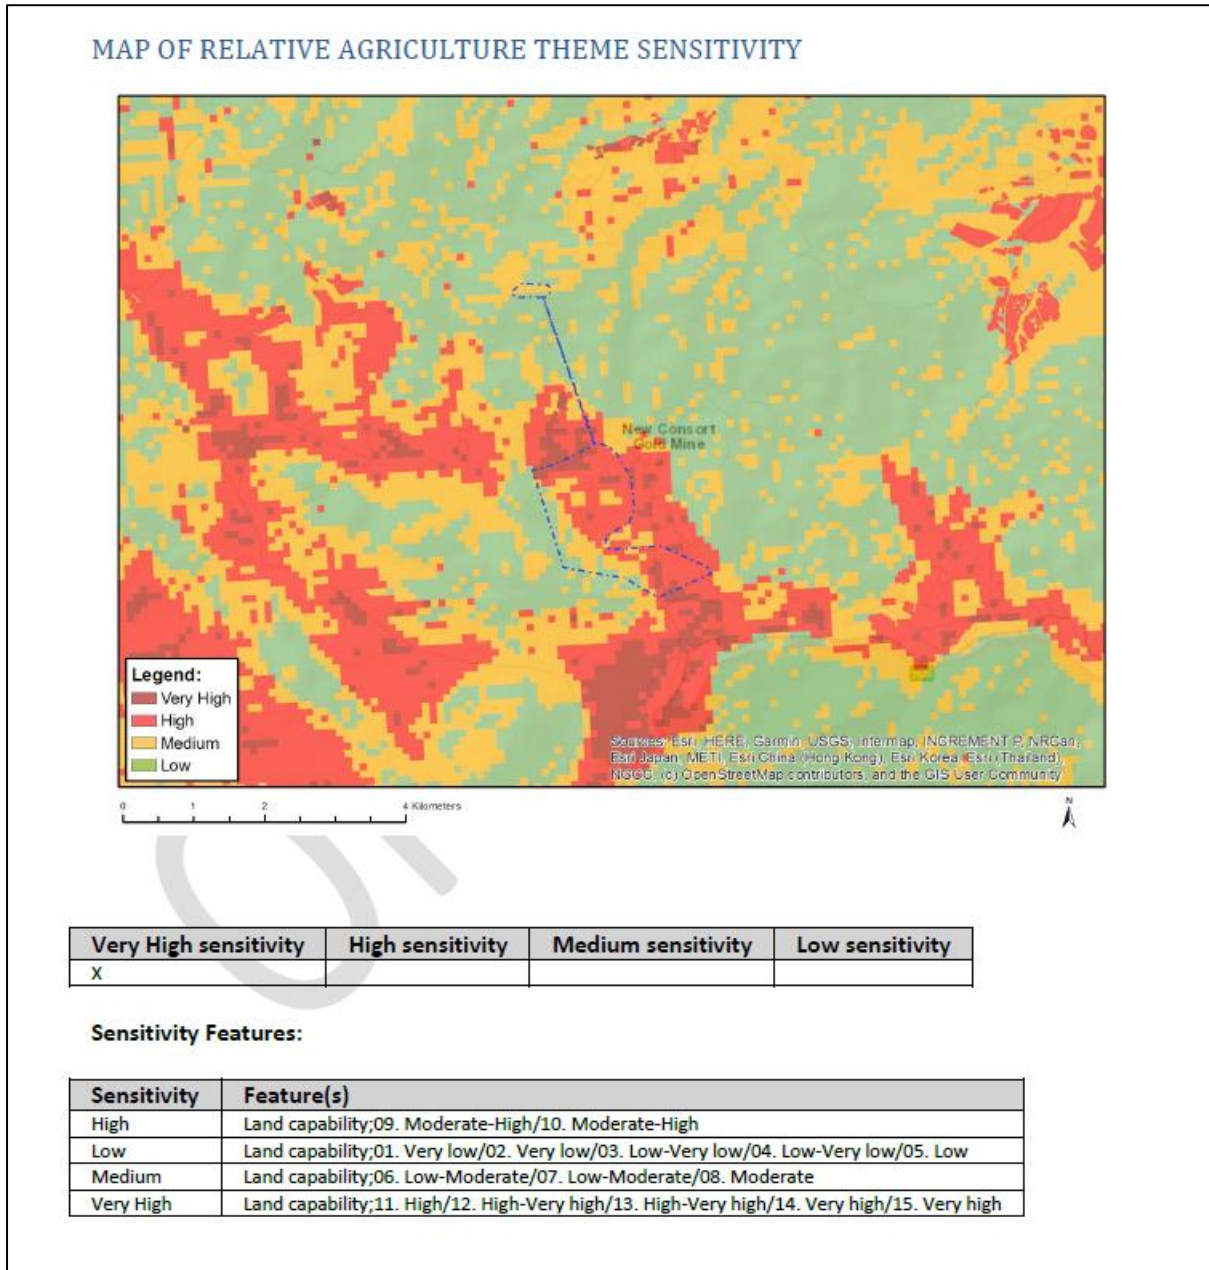 MAP OF RELATIVE AGRICULTURE THEME SENSITIVITY
New Consort
Gold Mine
Legend:
Very High
High
Medium
Low
Sources: Esri, HERE, Garmin, USGS, Intermap, INCREMENT P, NRCan,
Esri Japan, METI, Esri China (Hong Kong), Esri Korea, Esri (Thailand),
NGCC, (c) OpenStreetMap contributors, and the GIS User Community
0 1 2 4 Kilometers
N
Very High sensitivity High sensitivity Medium sensitivity Low sensitivity
X
Sensitivity Features:
Sensitivity Feature(s)
High Land capability;09. Moderate-High/10. Moderate-High
Low Land capability;01. Very low/02. Very low/03. Low-Very low/04. Low-Very low/05. Low
Medium Land capability;06. Low-Moderate/07. Low-Moderate/08. Moderate
Very High Land capability;11. High/12. High-Very high/13. High-Very high/14. Very high/15. Very high